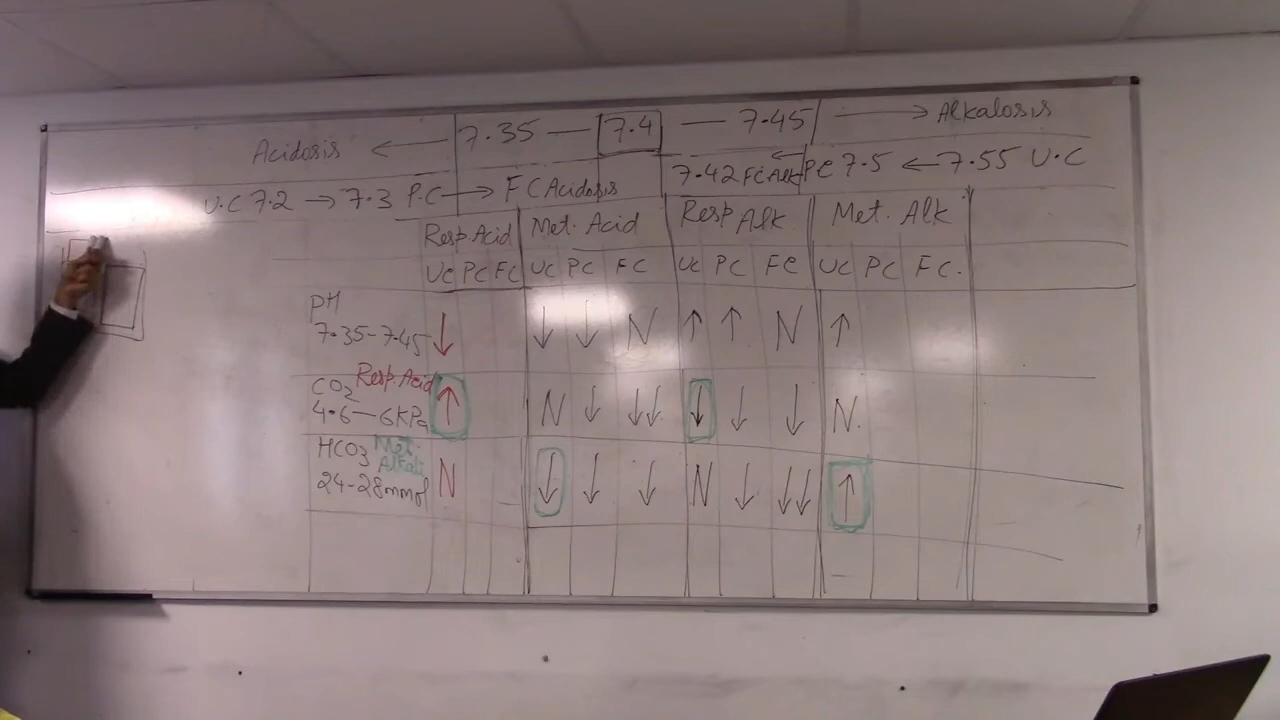 Acidosis ← 7.35 — 7.4 — 7.45 → Alkalosis
U.C 7.2 → 7.3 P.C → FC Acidosis 7.42 FC Alk ← PC 7.5 ← 7.55 U.C
Resp. Acid Met. Acid Resp Alk Met. Alk
UC PC FC UC PC FC UC PC FC UC PC FC.
PH
7.35-7.45 ↓ ↓ ↓ N ↑ ↑ N ↑
CO2 Resp. Acid
4.6-6KPa ↑ N ↓ ↓↓ ↓ ↓ ↓ N.
HCO3 Met. Alkali
24-28mmol N ↓ ↓ ↓ N ↓ ↓↓ ↑